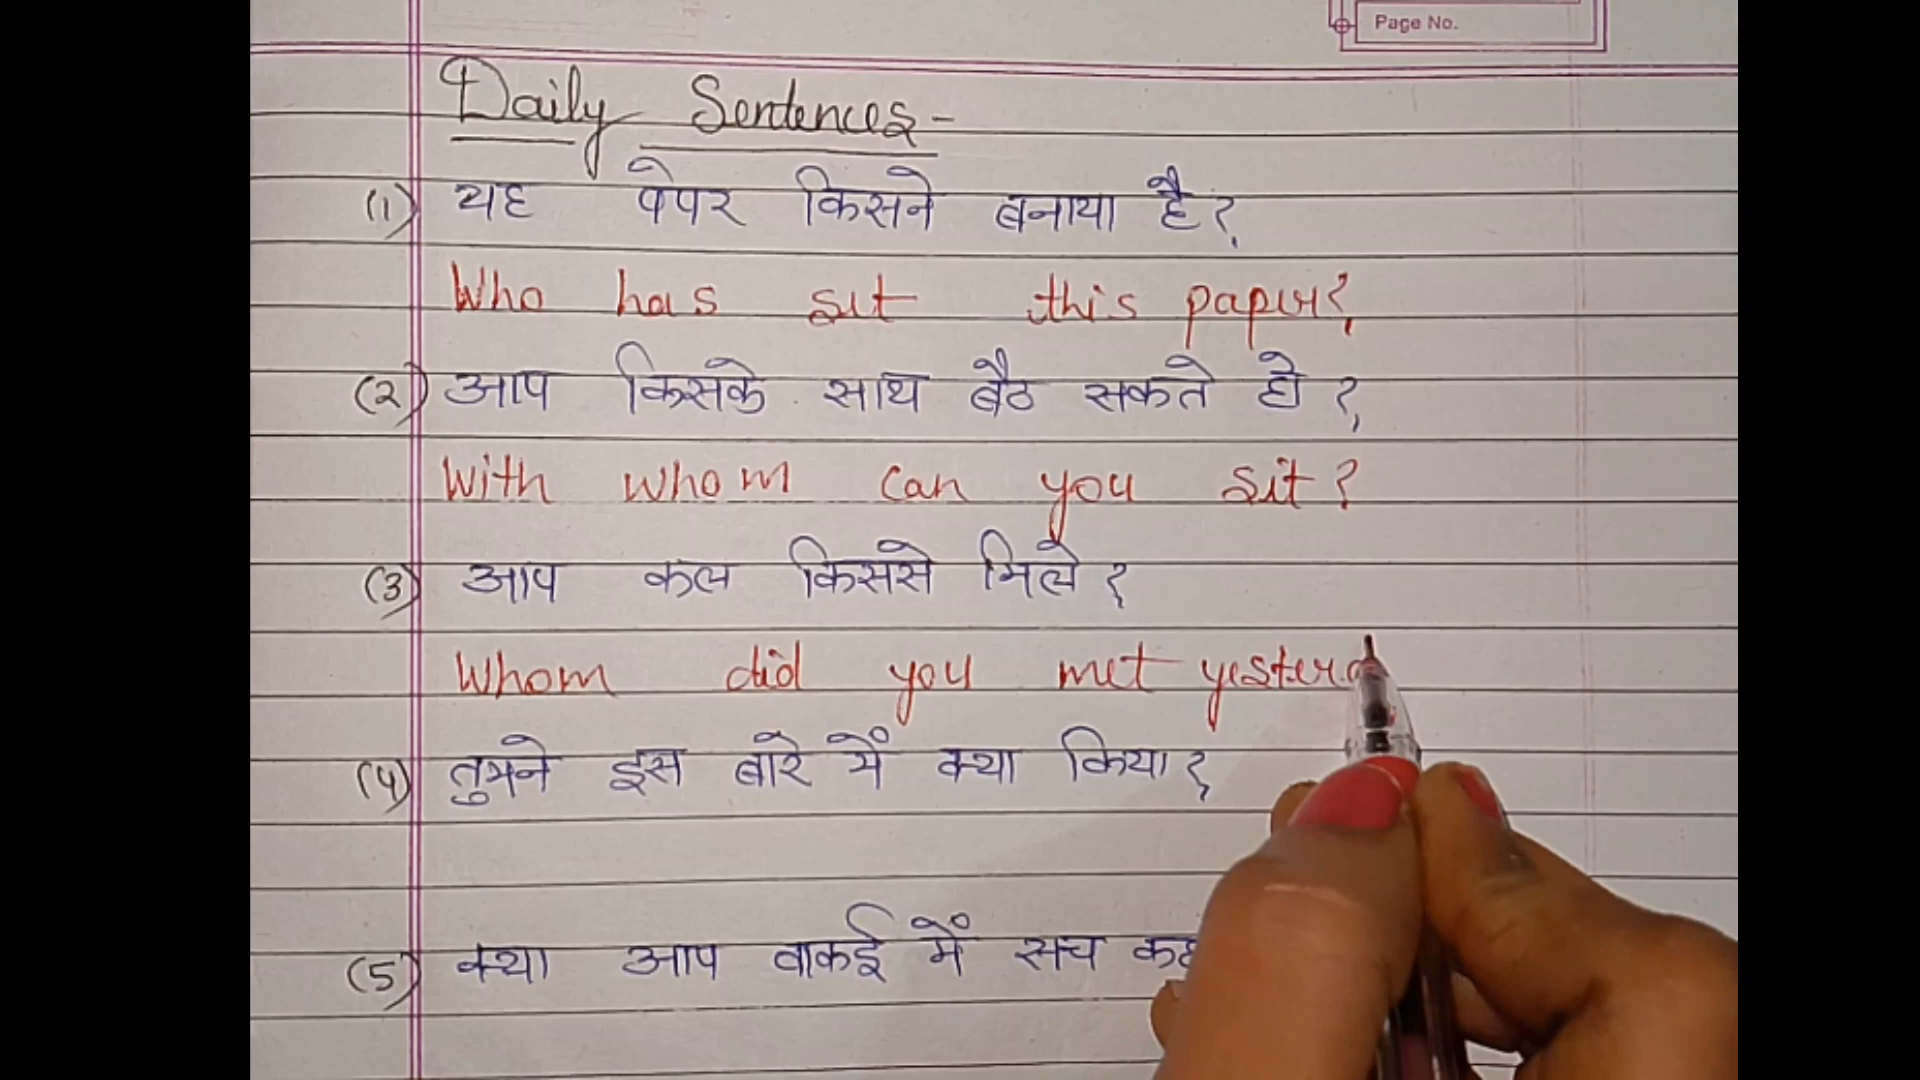 Page No.
Daily Sentences-
(1) यह पेपर किसने बनाया है?
Who has set this paper?
(2) आप किसके साथ बैठ सकते हो?
With whom can you sit?
(3) आप कल किससे मिले?
Whom did you met yesterd
(4) तुमने इस बारे में क्या किया?
(5) क्या आप वाकई में सच कह